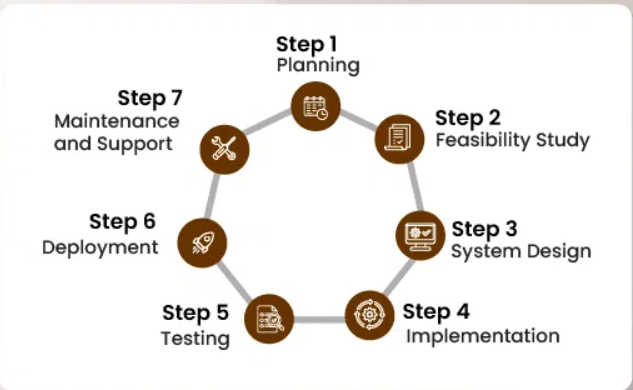 Step 1
Planning
Step 2
Feasibility Study
Step 3
System Design
Step 4
Implementation
Step 5
Testing
Step 6
Deployment
Step 7
Maintenance
and Support